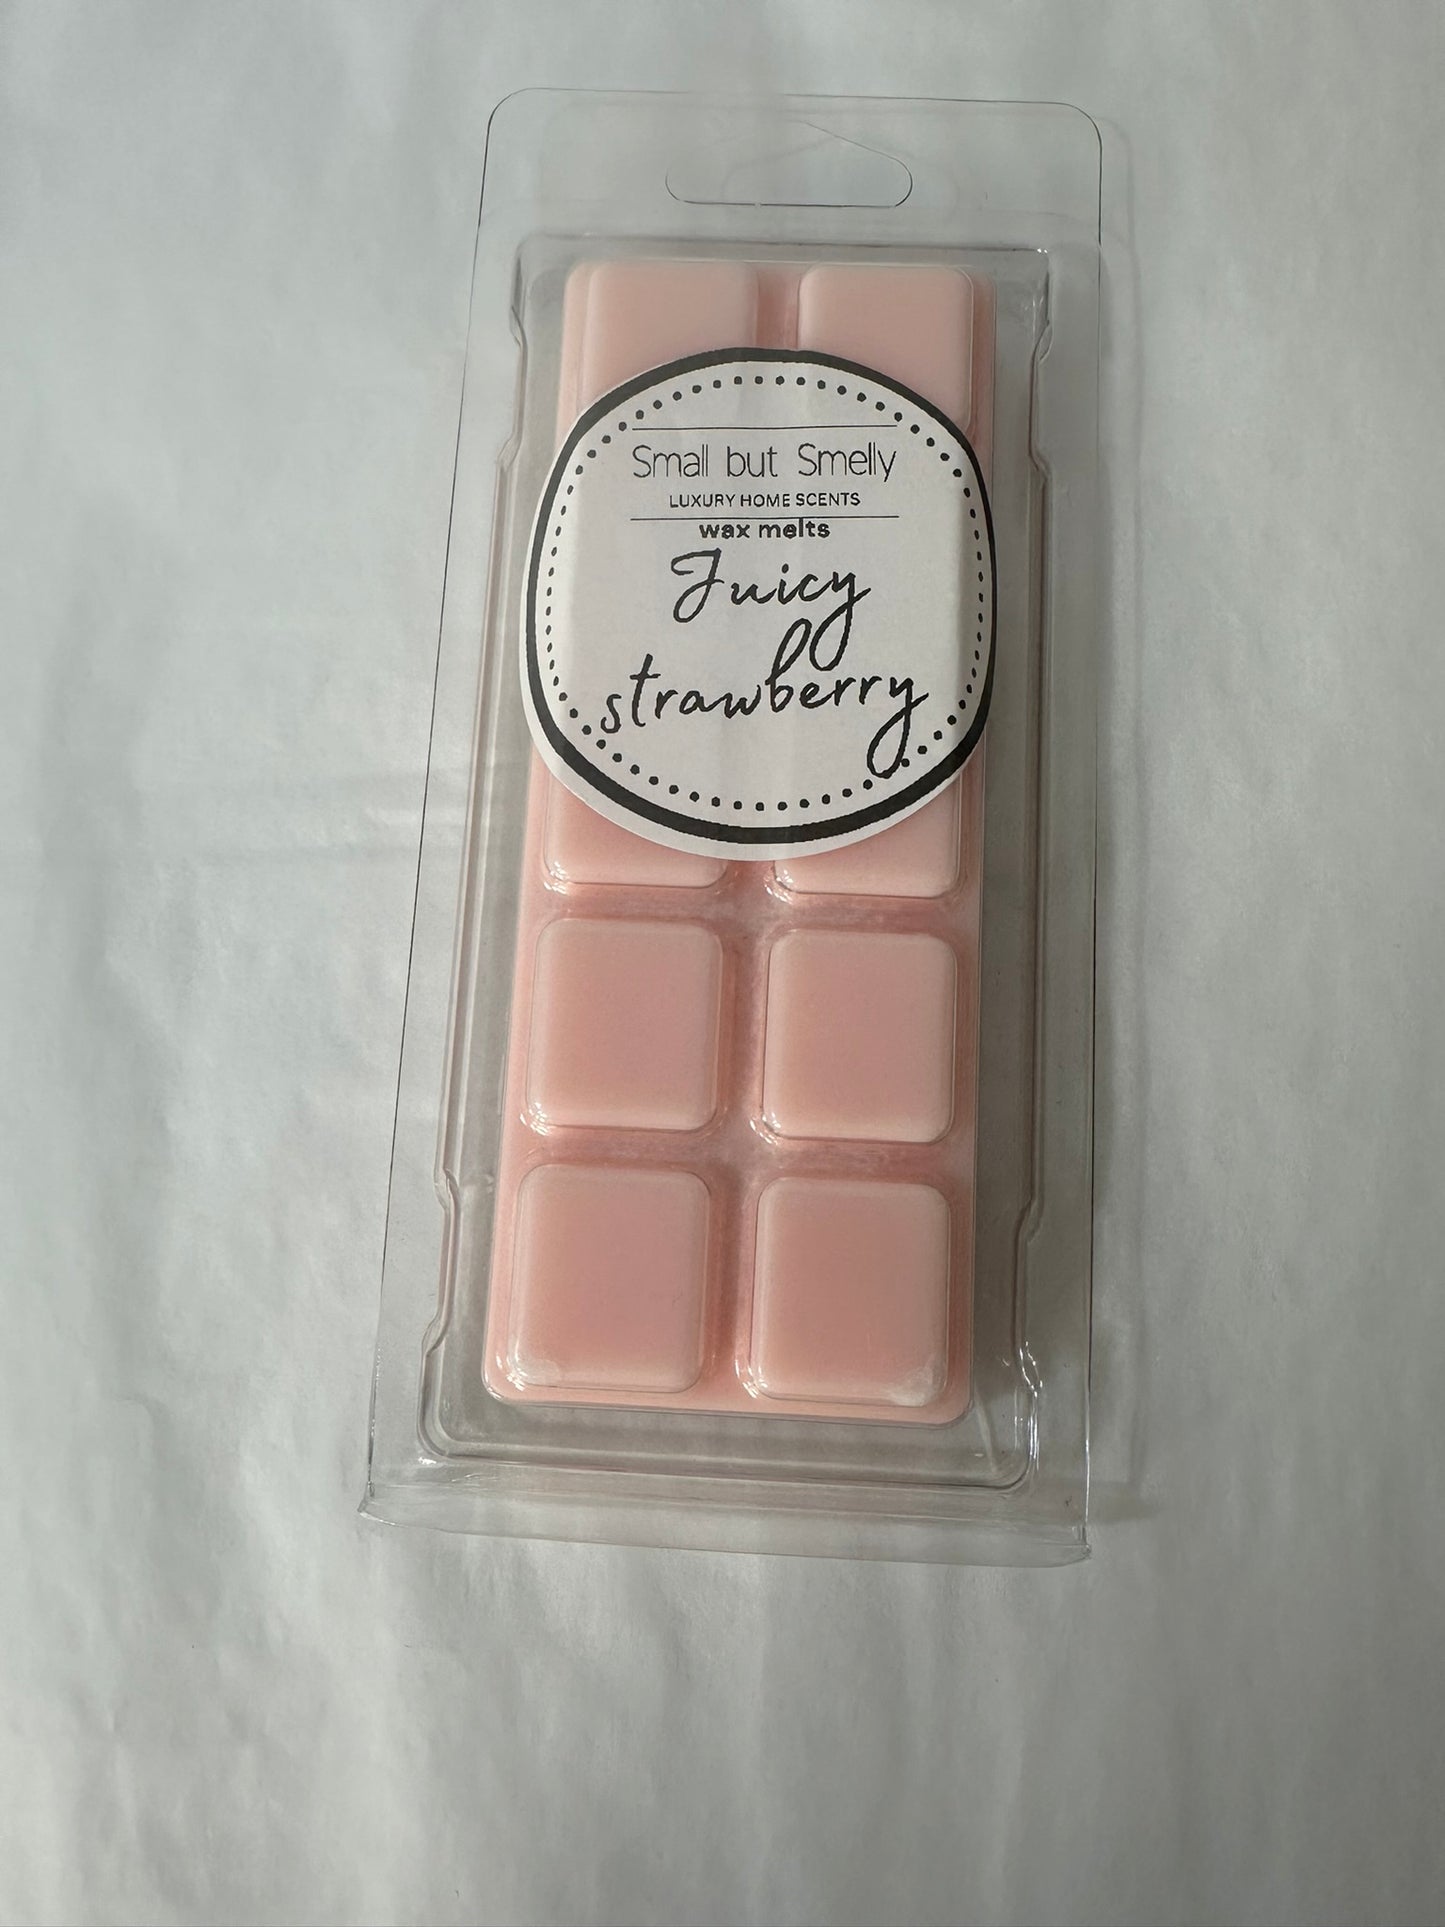 Small but Smelly
LUXURY HOME SCENTS
wax melts
Juicy
strawberry